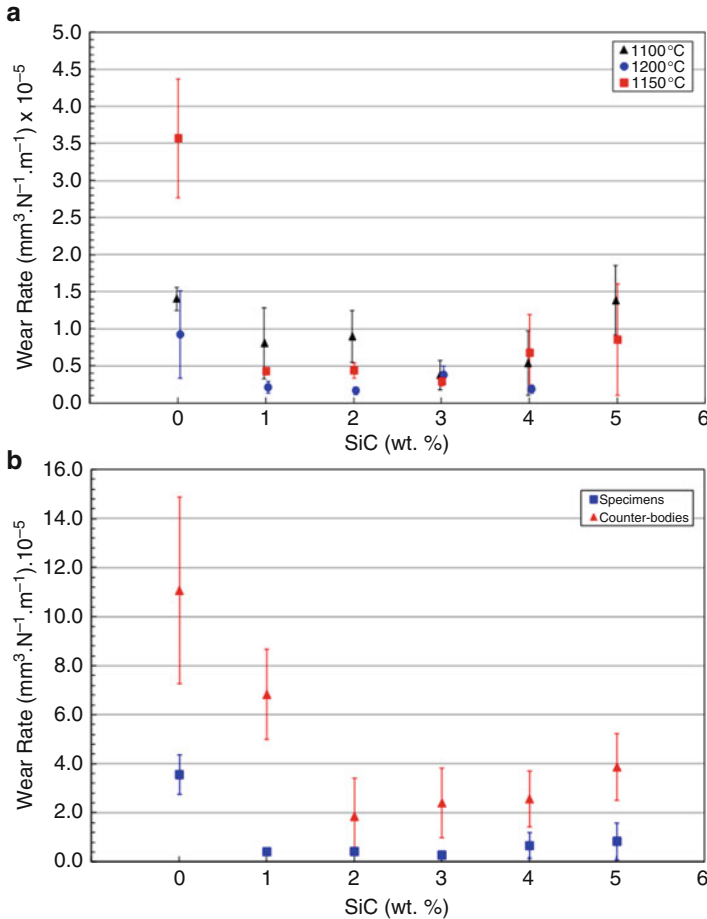 a
5.0
4.5
4.0
3.5
3.0
2.5
2.0
1.5
1.0
0.5
0.0
Wear Rate (mm³.N⁻¹.m⁻¹) x 10⁻⁵
1100°C
1200°C
1150°C
0 1 2 3 4 5 6
SiC (wt. %)
b
16.0
14.0
12.0
10.0
8.0
6.0
4.0
2.0
0.0
Wear Rate (mm³.N⁻¹.m⁻¹).10⁻⁵
Specimens
Counter-bodies
0 1 2 3 4 5 6
SiC (wt. %)